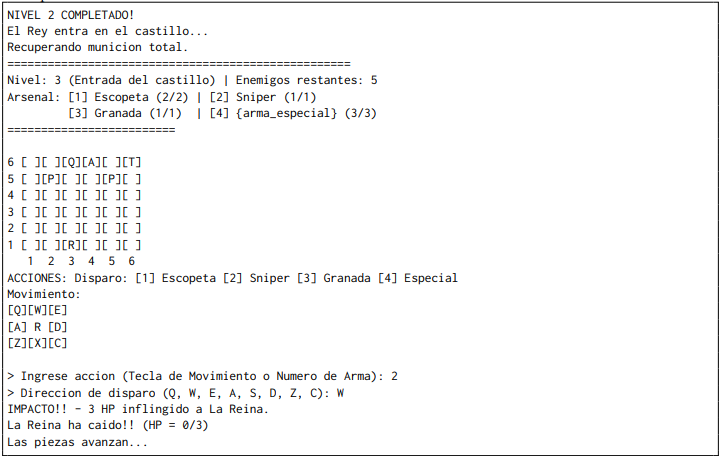 NIVEL 2 COMPLETADO!
El Rey entra en el castillo...
Recuperando municion total.
===================================================
Nivel: 3 (Entrada del castillo) | Enemigos restantes: 5
Arsenal: [1] Escopeta (2/2) | [2] Sniper (1/1)
[3] Granada (1/1) | [4] {arma_especial} (3/3)
=========================
6 [ ][ ][Q][A][ ][T]
5 [ ][P][ ][ ][P][ ]
4 [ ][ ][ ][ ][ ][ ]
3 [ ][ ][ ][ ][ ][ ]
2 [ ][ ][ ][ ][ ][ ]
1 [ ][ ][R][ ][ ][ ]
1 2 3 4 5 6
ACCIONES: Disparo: [1] Escopeta [2] Sniper [3] Granada [4] Especial
Movimiento:
[Q][W][E]
[A] R [D]
[Z][X][C]
> Ingrese accion (Tecla de Movimiento o Numero de Arma): 2
> Direccion de disparo (Q, W, E, A, S, D, Z, C): W
IMPACTO!! - 3 HP inflingido a La Reina.
La Reina ha caido!! (HP = 0/3)
Las piezas avanzan...